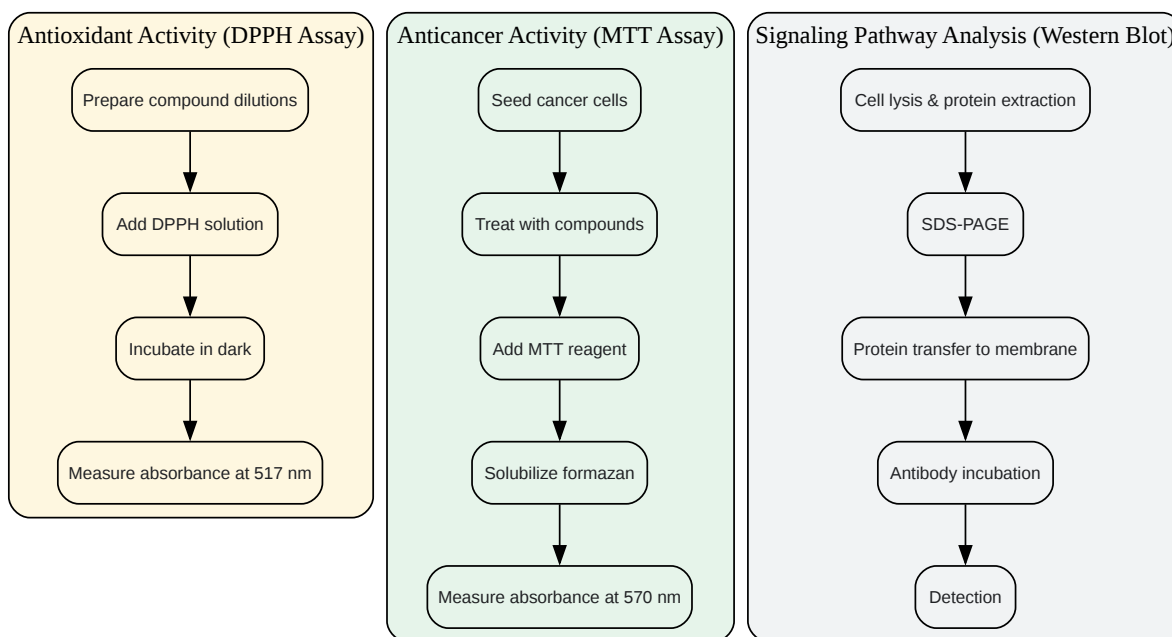 Antioxidant Activity (DPPH Assay)
Prepare compound dilutions
Add DPPH solution
Incubate in dark
Measure absorbance at 517 nm
Anticancer Activity (MTT Assay)
Seed cancer cells
Treat with compounds
Add MTT reagent
Solubilize formazan
Measure absorbance at 570 nm
Signaling Pathway Analysis (Western Blot)
Cell lysis & protein extraction
SDS-PAGE
Protein transfer to membrane
Antibody incubation
Detection